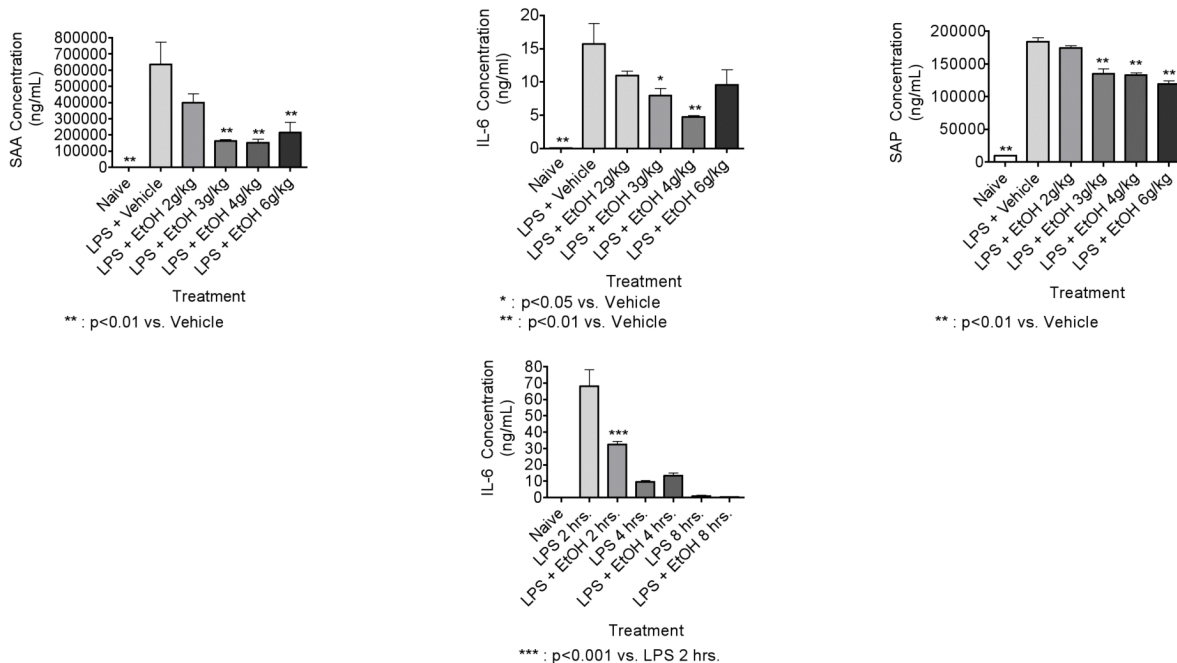 SAA Concentration
(ng/mL)
800000
700000
600000
500000
400000
300000
200000
100000
0
**
**
**
**
Naive
LPS + Vehicle
LPS + EtOH 2g/kg
LPS + EtOH 3g/kg
LPS + EtOH 4g/kg
LPS + EtOH 6g/kg
Treatment
** : p<0.01 vs. Vehicle
IL-6 Concentration
(ng/ml)
20
15
10
5
0
**
*
**
Naive
LPS + Vehicle
LPS + EtOH 2g/kg
LPS + EtOH 3g/kg
LPS + EtOH 4g/kg
LPS + EtOH 6g/kg
Treatment
* : p<0.05 vs. Vehicle
** : p<0.01 vs. Vehicle
SAP Concentration
(ng/mL)
200000
150000
100000
50000
0
**
**
**
**
Naive
LPS + Vehicle
LPS + EtOH 2g/kg
LPS + EtOH 3g/kg
LPS + EtOH 4g/kg
LPS + EtOH 6g/kg
Treatment
** : p<0.01 vs. Vehicle
IL-6 Concentration
(ng/mL)
80
70
60
50
40
30
20
10
0
***
Naive
LPS 2 hrs.
LPS + EtOH 2 hrs.
LPS 4 hrs.
LPS + EtOH 4 hrs.
LPS 8 hrs.
LPS + EtOH 8 hrs.
Treatment
*** : p<0.001 vs. LPS 2 hrs.